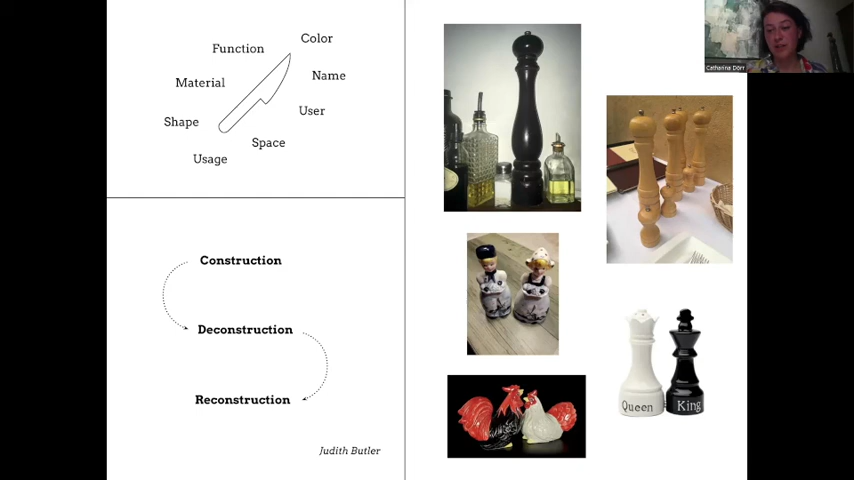 Color
Function
Name
Material
User
Shape
Space
Usage
Construction
Deconstruction
Reconstruction
Judith Butler
Queen
King
Catharina Dörr